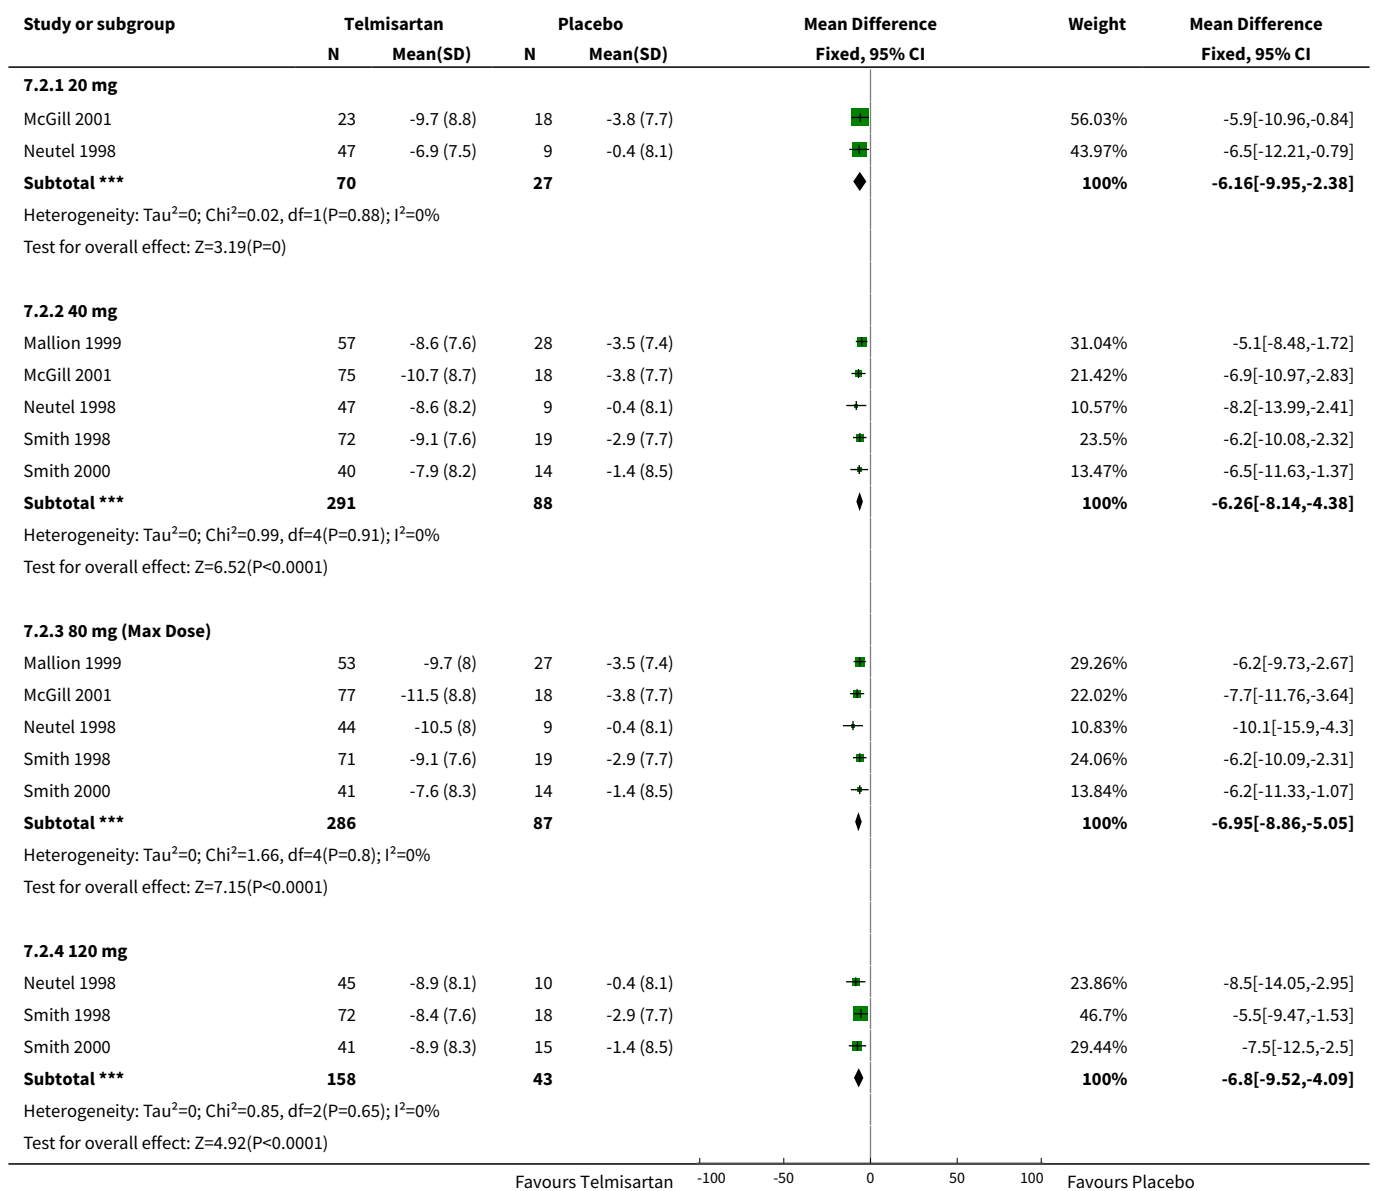 Study or subgroup Telmisartan Placebo Mean Difference Weight Mean Difference
N Mean(SD) N Mean(SD) Fixed, 95% CI Fixed, 95% CI
7.2.1 20 mg
McGill 2001 23 -9.7 (8.8) 18 -3.8 (7.7) 56.03% -5.9[-10.96,-0.84]
Neutel 1998 47 -6.9 (7.5) 9 -0.4 (8.1) 43.97% -6.5[-12.21,-0.79]
Subtotal *** 70 27 100% -6.16[-9.95,-2.38]
Heterogeneity: Tau²=0; Chi²=0.02, df=1(P=0.88); I²=0%
Test for overall effect: Z=3.19(P=0)
7.2.2 40 mg
Mallion 1999 57 -8.6 (7.6) 28 -3.5 (7.4) 31.04% -5.1[-8.48,-1.72]
McGill 2001 75 -10.7 (8.7) 18 -3.8 (7.7) 21.42% -6.9[-10.97,-2.83]
Neutel 1998 47 -8.6 (8.2) 9 -0.4 (8.1) 10.57% -8.2[-13.99,-2.41]
Smith 1998 72 -9.1 (7.6) 19 -2.9 (7.7) 23.5% -6.2[-10.08,-2.32]
Smith 2000 40 -7.9 (8.2) 14 -1.4 (8.5) 13.47% -6.5[-11.63,-1.37]
Subtotal *** 291 88 100% -6.26[-8.14,-4.38]
Heterogeneity: Tau²=0; Chi²=0.99, df=4(P=0.91); I²=0%
Test for overall effect: Z=6.52(P<0.0001)
7.2.3 80 mg (Max Dose)
Mallion 1999 53 -9.7 (8) 27 -3.5 (7.4) 29.26% -6.2[-9.73,-2.67]
McGill 2001 77 -11.5 (8.8) 18 -3.8 (7.7) 22.02% -7.7[-11.76,-3.64]
Neutel 1998 44 -10.5 (8) 9 -0.4 (8.1) 10.83% -10.1[-15.9,-4.3]
Smith 1998 71 -9.1 (7.6) 19 -2.9 (7.7) 24.06% -6.2[-10.09,-2.31]
Smith 2000 41 -7.6 (8.3) 14 -1.4 (8.5) 13.84% -6.2[-11.33,-1.07]
Subtotal *** 286 87 100% -6.95[-8.86,-5.05]
Heterogeneity: Tau²=0; Chi²=1.66, df=4(P=0.8); I²=0%
Test for overall effect: Z=7.15(P<0.0001)
7.2.4 120 mg
Neutel 1998 45 -8.9 (8.1) 10 -0.4 (8.1) 23.86% -8.5[-14.05,-2.95]
Smith 1998 72 -8.4 (7.6) 18 -2.9 (7.7) 46.7% -5.5[-9.47,-1.53]
Smith 2000 41 -8.9 (8.3) 15 -1.4 (8.5) 29.44% -7.5[-12.5,-2.5]
Subtotal *** 158 43 100% -6.8[-9.52,-4.09]
Heterogeneity: Tau²=0; Chi²=0.85, df=2(P=0.65); I²=0%
Test for overall effect: Z=4.92(P<0.0001)
Favours Telmisartan -100 -50 0 50 100 Favours Placebo